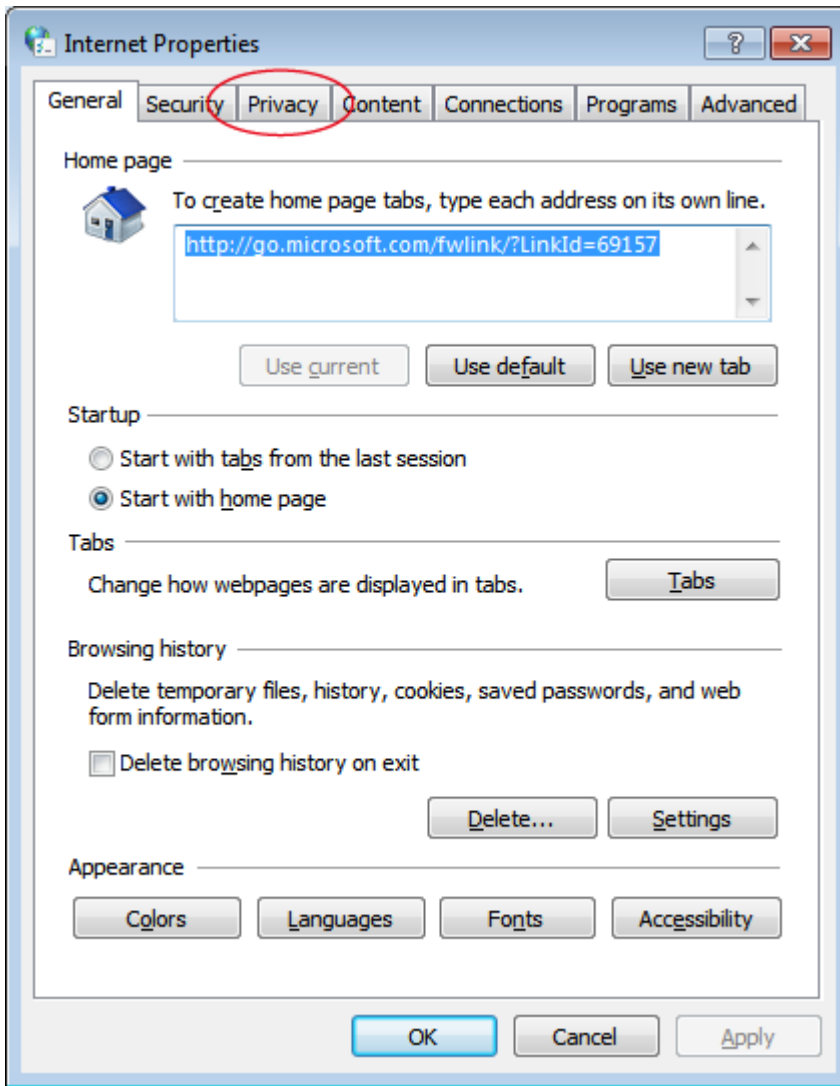 Internet Properties
General Security Privacy Content Connections Programs Advanced
Home page
To create home page tabs, type each address on its own line.
http://go.microsoft.com/fwlink/?LinkId=69157
Use current Use default Use new tab
Startup
Start with tabs from the last session
Start with home page
Tabs
Change how webpages are displayed in tabs. Tabs
Browsing history
Delete temporary files, history, cookies, saved passwords, and web
form information.
Delete browsing history on exit
Delete... Settings
Appearance
Colors Languages Fonts Accessibility
OK Cancel Apply